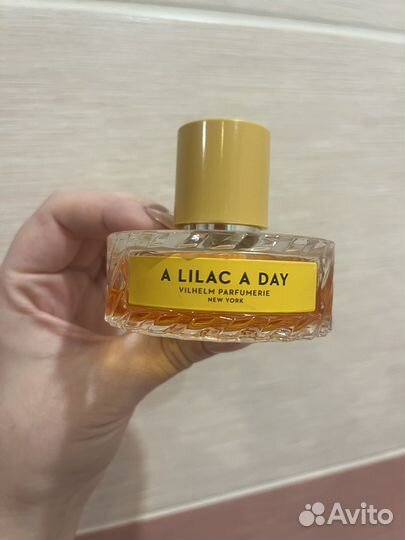 A LILAC A DAY
VILHELM PARFUMERIE
NEW YORK
Avito